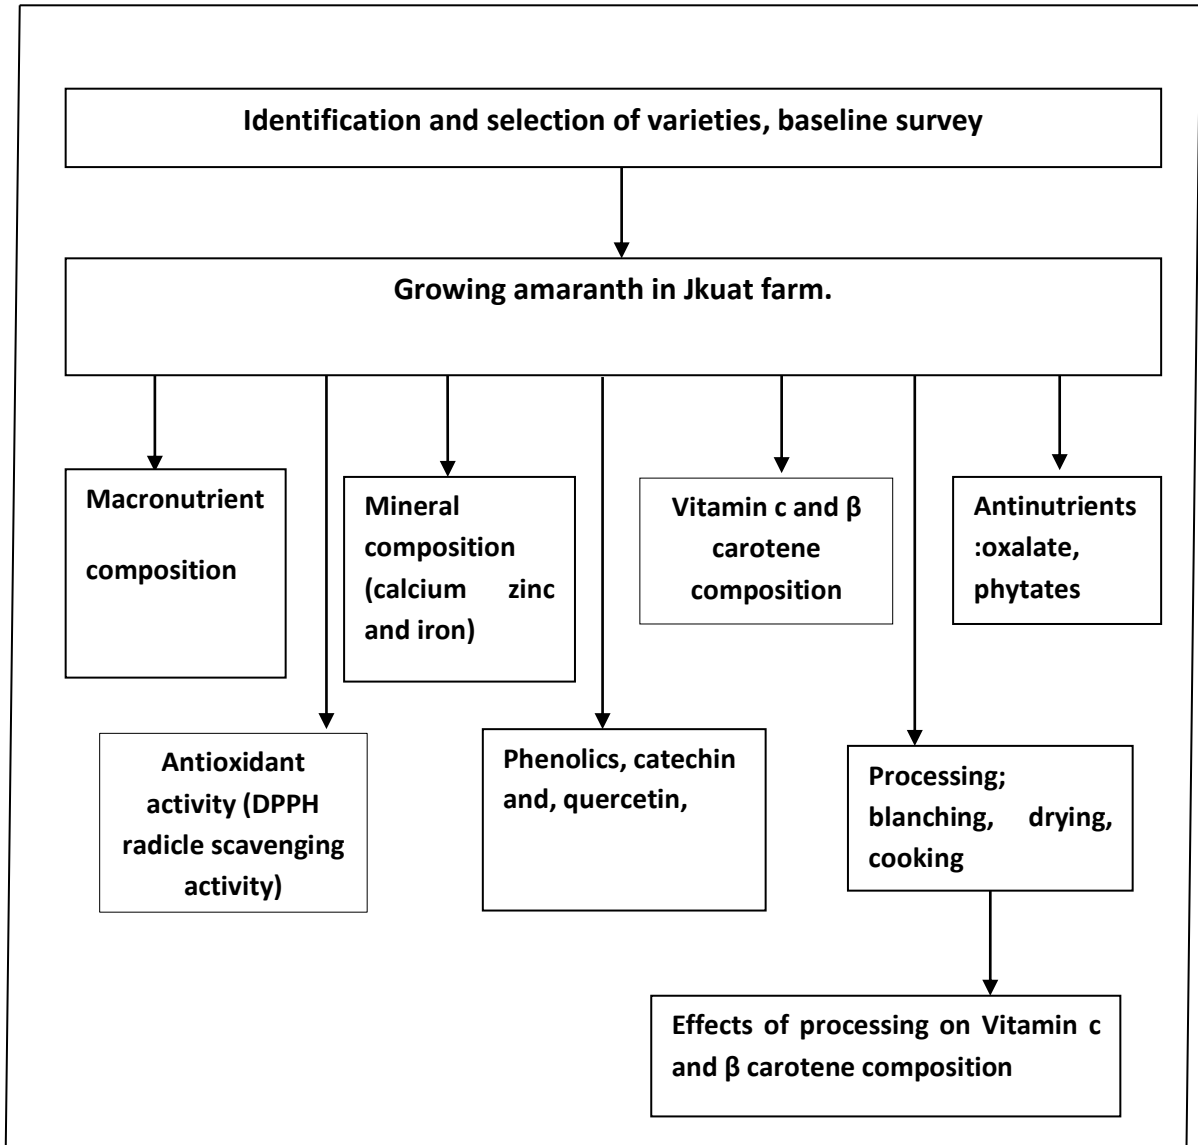 Identification and selection of varieties, baseline survey
Growing amaranth in Jkuat farm.
Macronutrient
composition
Mineral
composition
(calcium zinc
and iron)
Vitamin c and β
carotene
composition
Antinutrients
:oxalate,
phytates
Antioxidant
activity (DPPH
radicle scavenging
activity)
Phenolics, catechin
and, quercetin,
Processing;
blanching, drying,
cooking
Effects of processing on Vitamin c
and β carotene composition